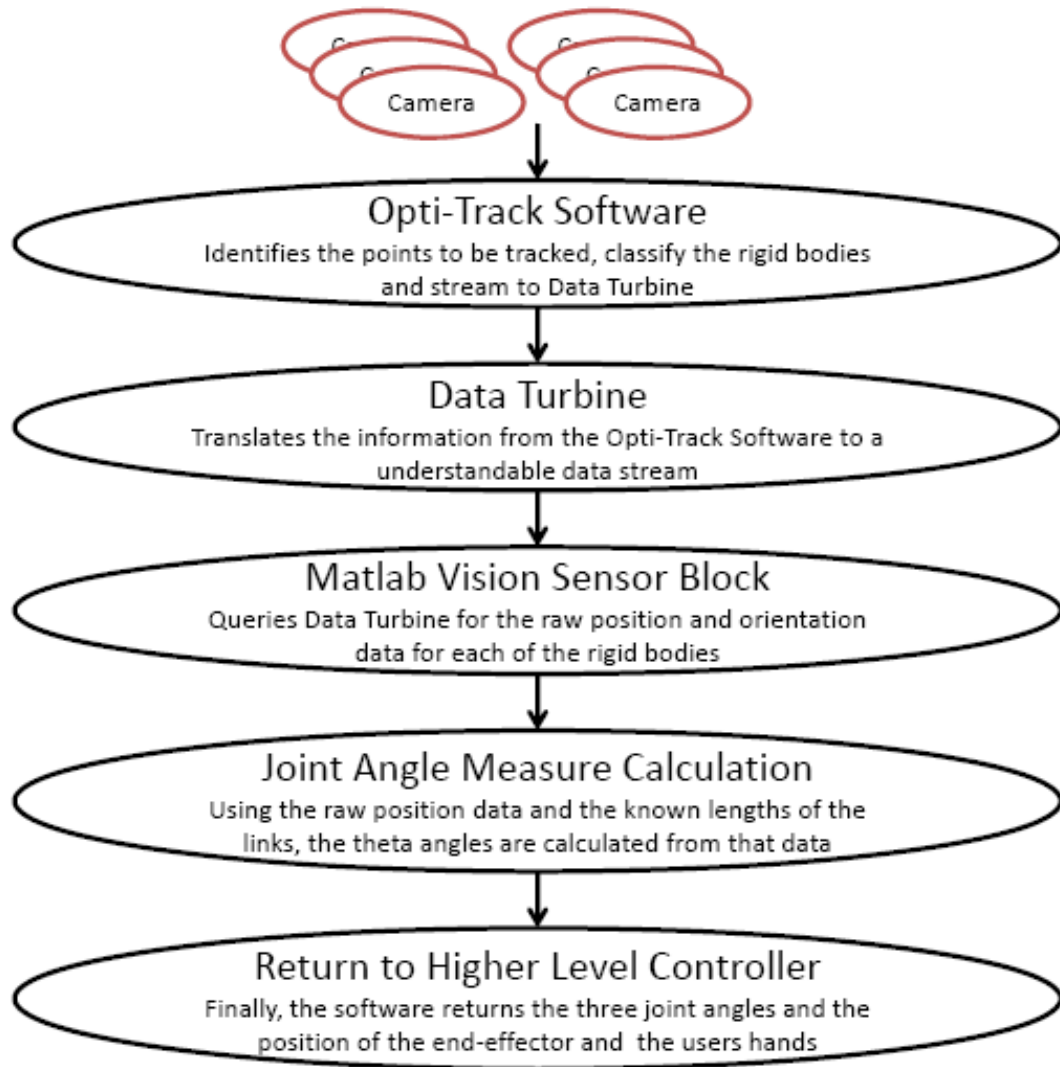 Camera Camera
Opti-Track Software
Identifies the points to be tracked, classify the rigid bodies
and stream to Data Turbine
Data Turbine
Translates the information from the Opti-Track Software to a
understandable data stream
Matlab Vision Sensor Block
Queries Data Turbine for the raw position and orientation
data for each of the rigid bodies
Joint Angle Measure Calculation
Using the raw position data and the known lengths of the
links, the theta angles are calculated from that data
Return to Higher Level Controller
Finally, the software returns the three joint angles and the
position of the end-effector and the users hands